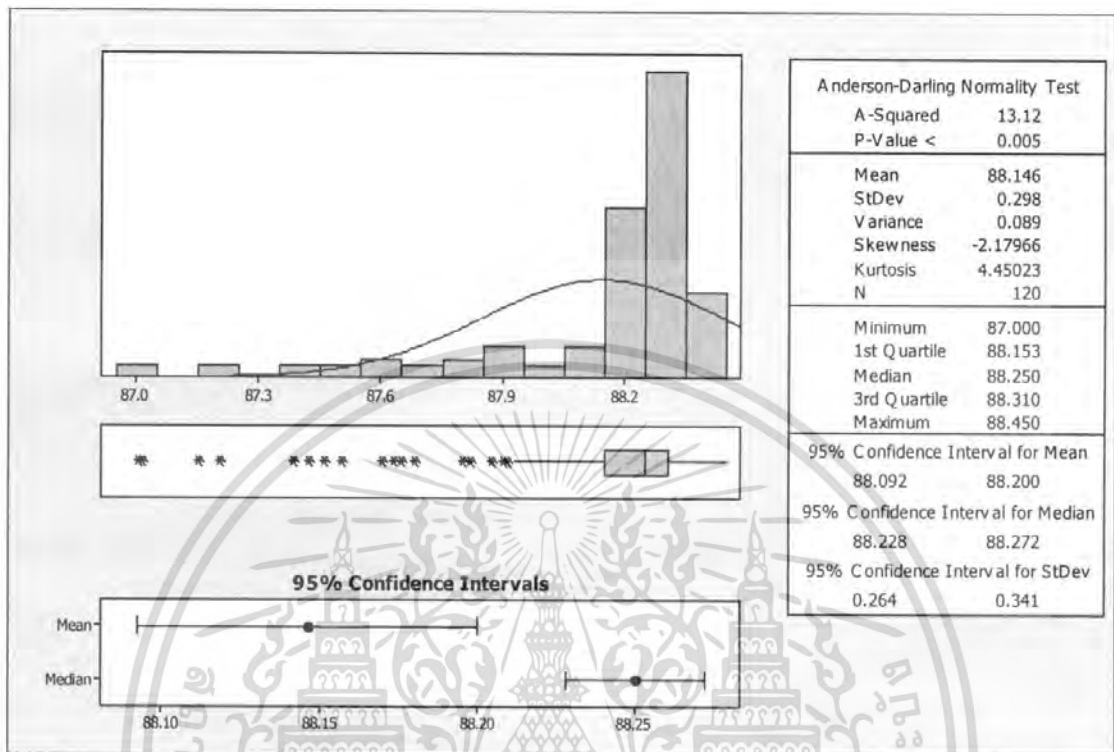 87.0 87.3 87.6 87.9 88.2
95% Confidence Intervals
Mean
Median
88.10 88.15 88.20 88.25
Anderson-Darling Normality Test
A-Squared 13.12
P-Value < 0.005
Mean 88.146
StDev 0.298
Variance 0.089
Skewness -2.17966
Kurtosis 4.45023
N 120
Minimum 87.000
1st Quartile 88.153
Median 88.250
3rd Quartile 88.310
Maximum 88.450
95% Confidence Interval for Mean
88.092 88.200
95% Confidence Interval for Median
88.228 88.272
95% Confidence Interval for StDev
0.264 0.341